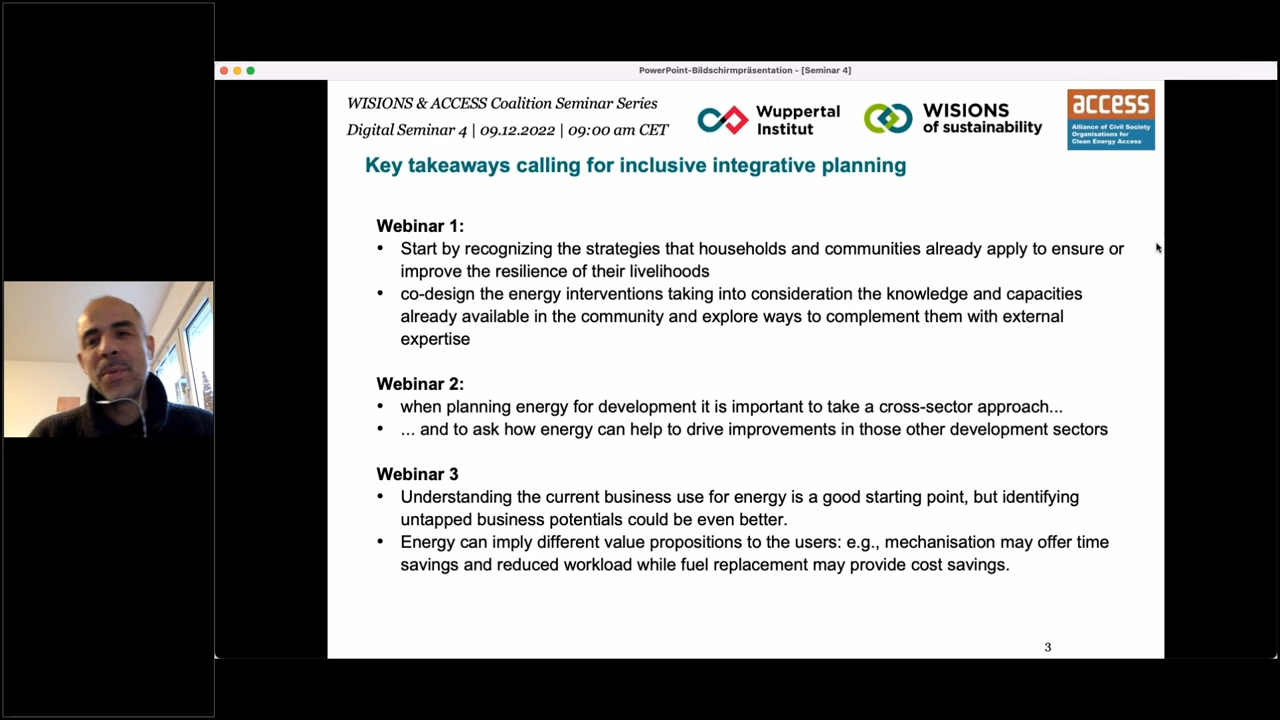 PowerPoint-Bildschirmpräsentation - [Seminar 4]
WISIONS & ACCESS Coalition Seminar Series
Digital Seminar 4 | 09.12.2022 | 09:00 am CET
Wuppertal
Institut
WISIONS
of sustainability
access
Alliance of Civil Society
Organisations for
Clean Energy Access
Key takeaways calling for inclusive integrative planning
Webinar 1:
• Start by recognizing the strategies that households and communities already apply to ensure or
improve the resilience of their livelihoods
• co-design the energy interventions taking into consideration the knowledge and capacities
already available in the community and explore ways to complement them with external
expertise
Webinar 2:
• when planning energy for development it is important to take a cross-sector approach...
• ... and to ask how energy can help to drive improvements in those other development sectors
Webinar 3
• Understanding the current business use for energy is a good starting point, but identifying
untapped business potentials could be even better.
• Energy can imply different value propositions to the users: e.g., mechanisation may offer time
savings and reduced workload while fuel replacement may provide cost savings.
3